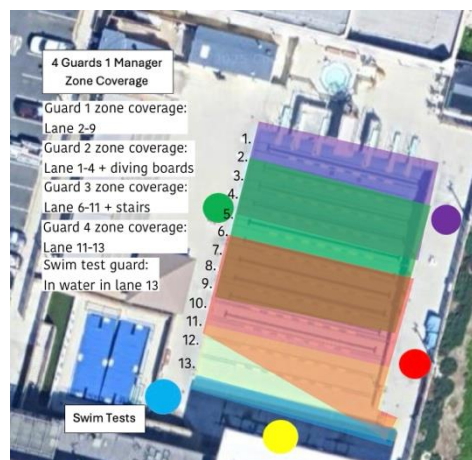 4 Guards 1 Manager
Zone Coverage
Guard 1 zone coverage:
Lane 2-9
Guard 2 zone coverage:
Lane 1-4 + diving boards
Guard 3 zone coverage:
Lane 6-11 + stairs
Guard 4 zone coverage:
Lane 11-13
Swim test guard:
In water in lane 13
1.
2.
3.
4.
5.
6.
7.
8.
9.
10.
11.
12.
13.
Swim Tests